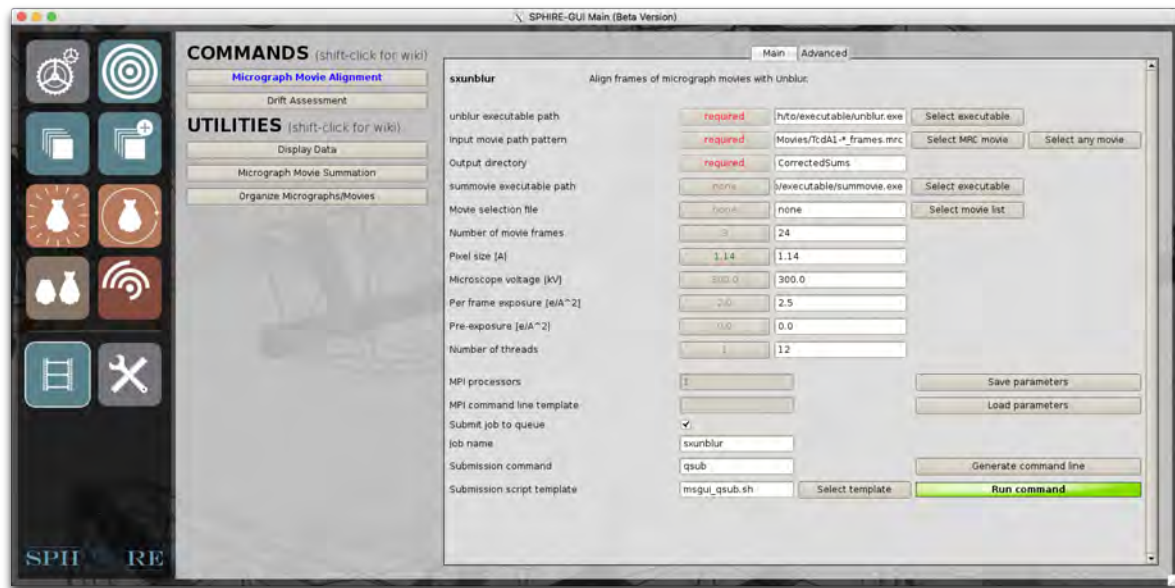 SPHIRE-GUI Main (Beta Version)
COMMANDS (shift-click for wiki)
Micrograph Movie Alignment
Drift Assessment
UTILITIES (shift-click for wiki)
Display Data
Micrograph Movie Summation
Organize Micrographs/Movies
Main Advanced
sxunblur Align frames of micrograph movies with Unblur.
unblur executable path required h/to/executable/unblur.exe Select executable
Input movie path pattern required Movies/TcdA1-*_frames.mrc Select MRC movie Select any movie
Output directory required CorrectedSums
summovie executable path none /executable/summovie.exe Select executable
Movie selection file none none Select movie list
Number of movie frames 3 24
Pixel size [A] 1.14 1.14
Microscope voltage [kV] 300.0 300.0
Per frame exposure [e/A^2] 2.0 2.5
Pre-exposure [e/A^2] 0.0 0.0
Number of threads 1 12
MPI processors 1 Save parameters
MPI command line template Load parameters
Submit job to queue
Job name sxunblur
Submission command qsub Generate command line
Submission script template msgui_qsub.sh Select template Run command
SPH RE